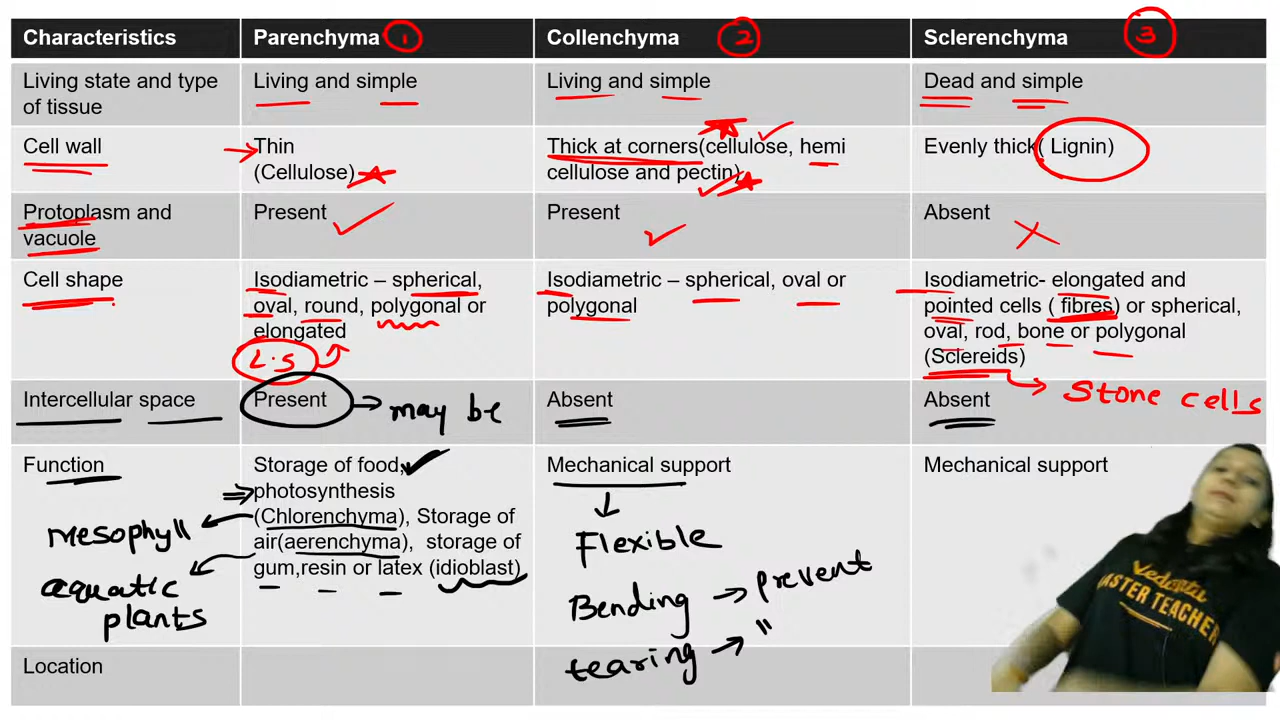 Characteristics Parenchyma 1 Collenchyma 2 Sclerenchyma 3
Living state and type
of tissue
Living and simple
Living and simple
Dead and simple
Cell wall
Thin
(Cellulose)
Thick at corners(cellulose, hemi
cellulose and pectin)
Evenly thick( Lignin)
Protoplasm and
vacuole
Present
Present
Absent
Cell shape
Isodiametric – spherical,
oval, round, polygonal or
elongated
L.S
Isodiametric – spherical, oval or
polygonal
Isodiametric- elongated and
pointed cells ( fibres) or spherical,
oval, rod, bone or polygonal
(Sclereids)
Stone cells
Intercellular space
Present
may be
Absent
Absent
Function
mesophyll
aquatic
plants
Storage of food,
photosynthesis
(Chlorenchyma), Storage of
air(aerenchyma), storage of
gum,resin or latex (idioblast)
Mechanical support
Flexible
Bending → prevent
tearing → "
Mechanical support
Location
Vedantu
MASTER TEACHER